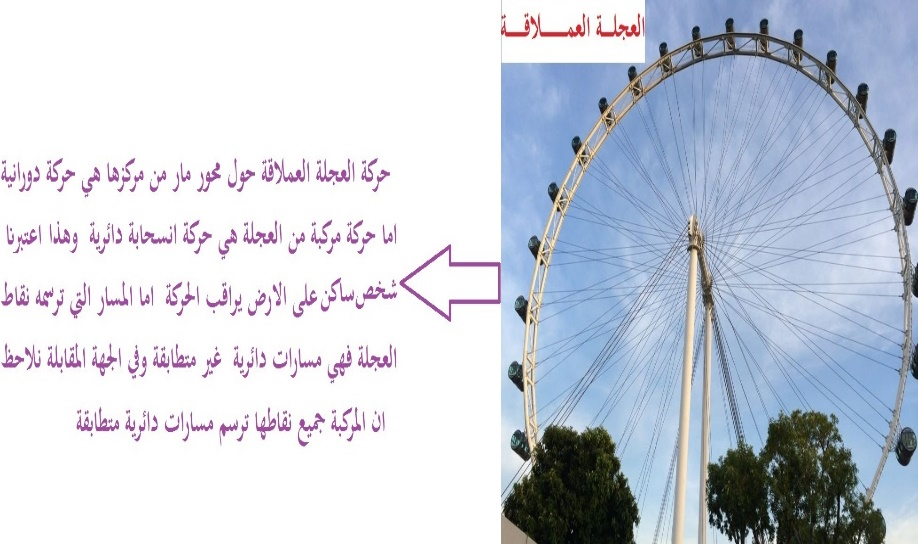 العجلة العمـــلاقــة
حركة العجلة العملاقة حول محور مار من مركزها هي حركة دورانية
اما حركة مركبة من العجلة هي حركة انسحابة دائرية وهذا اعتبرنا
شخص ساكن على الارض يراقب الحركة اما المسار التي ترسمه نقاط
العجلة فهي مسارات دائرية غير متطابقة وفي الجهة المقابلة نلاحظ
ان المركبة جميع نقاطها ترسم مسارات دائرية متطابقة